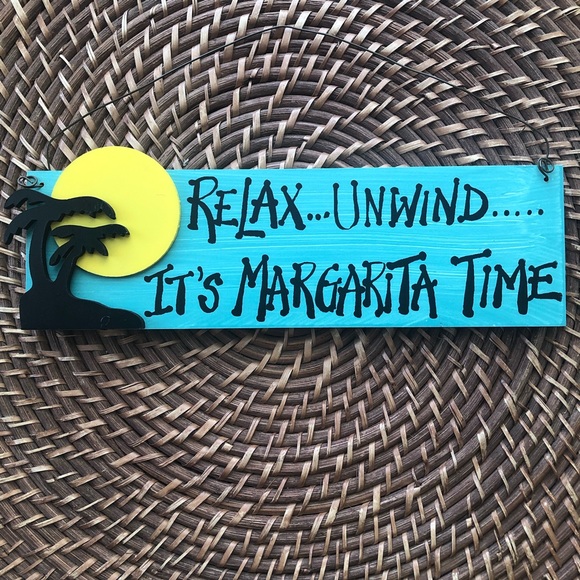 RELAX...UNWIND.....
IT'S MARGARITA TIME